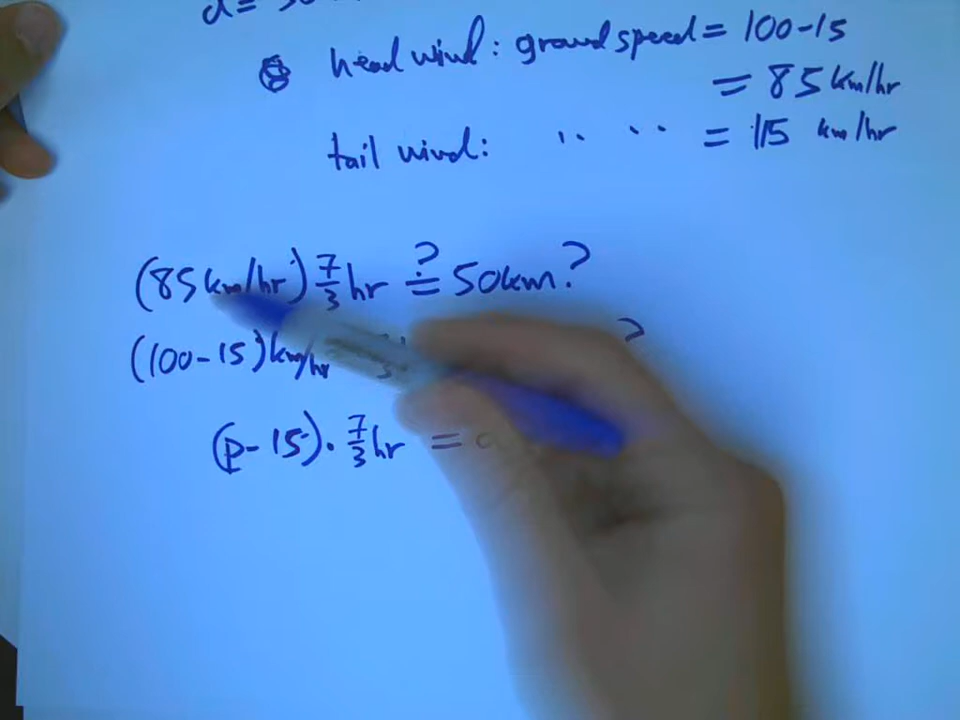 d = 50
head wind: ground speed = 100-15
= 85 km/hr
tail wind: " " = 115 km/hr
(85 km/hr) 7/3 hr ?= 50km?
(100-15) km/hr ?
(p-15) · 7/3 hr =